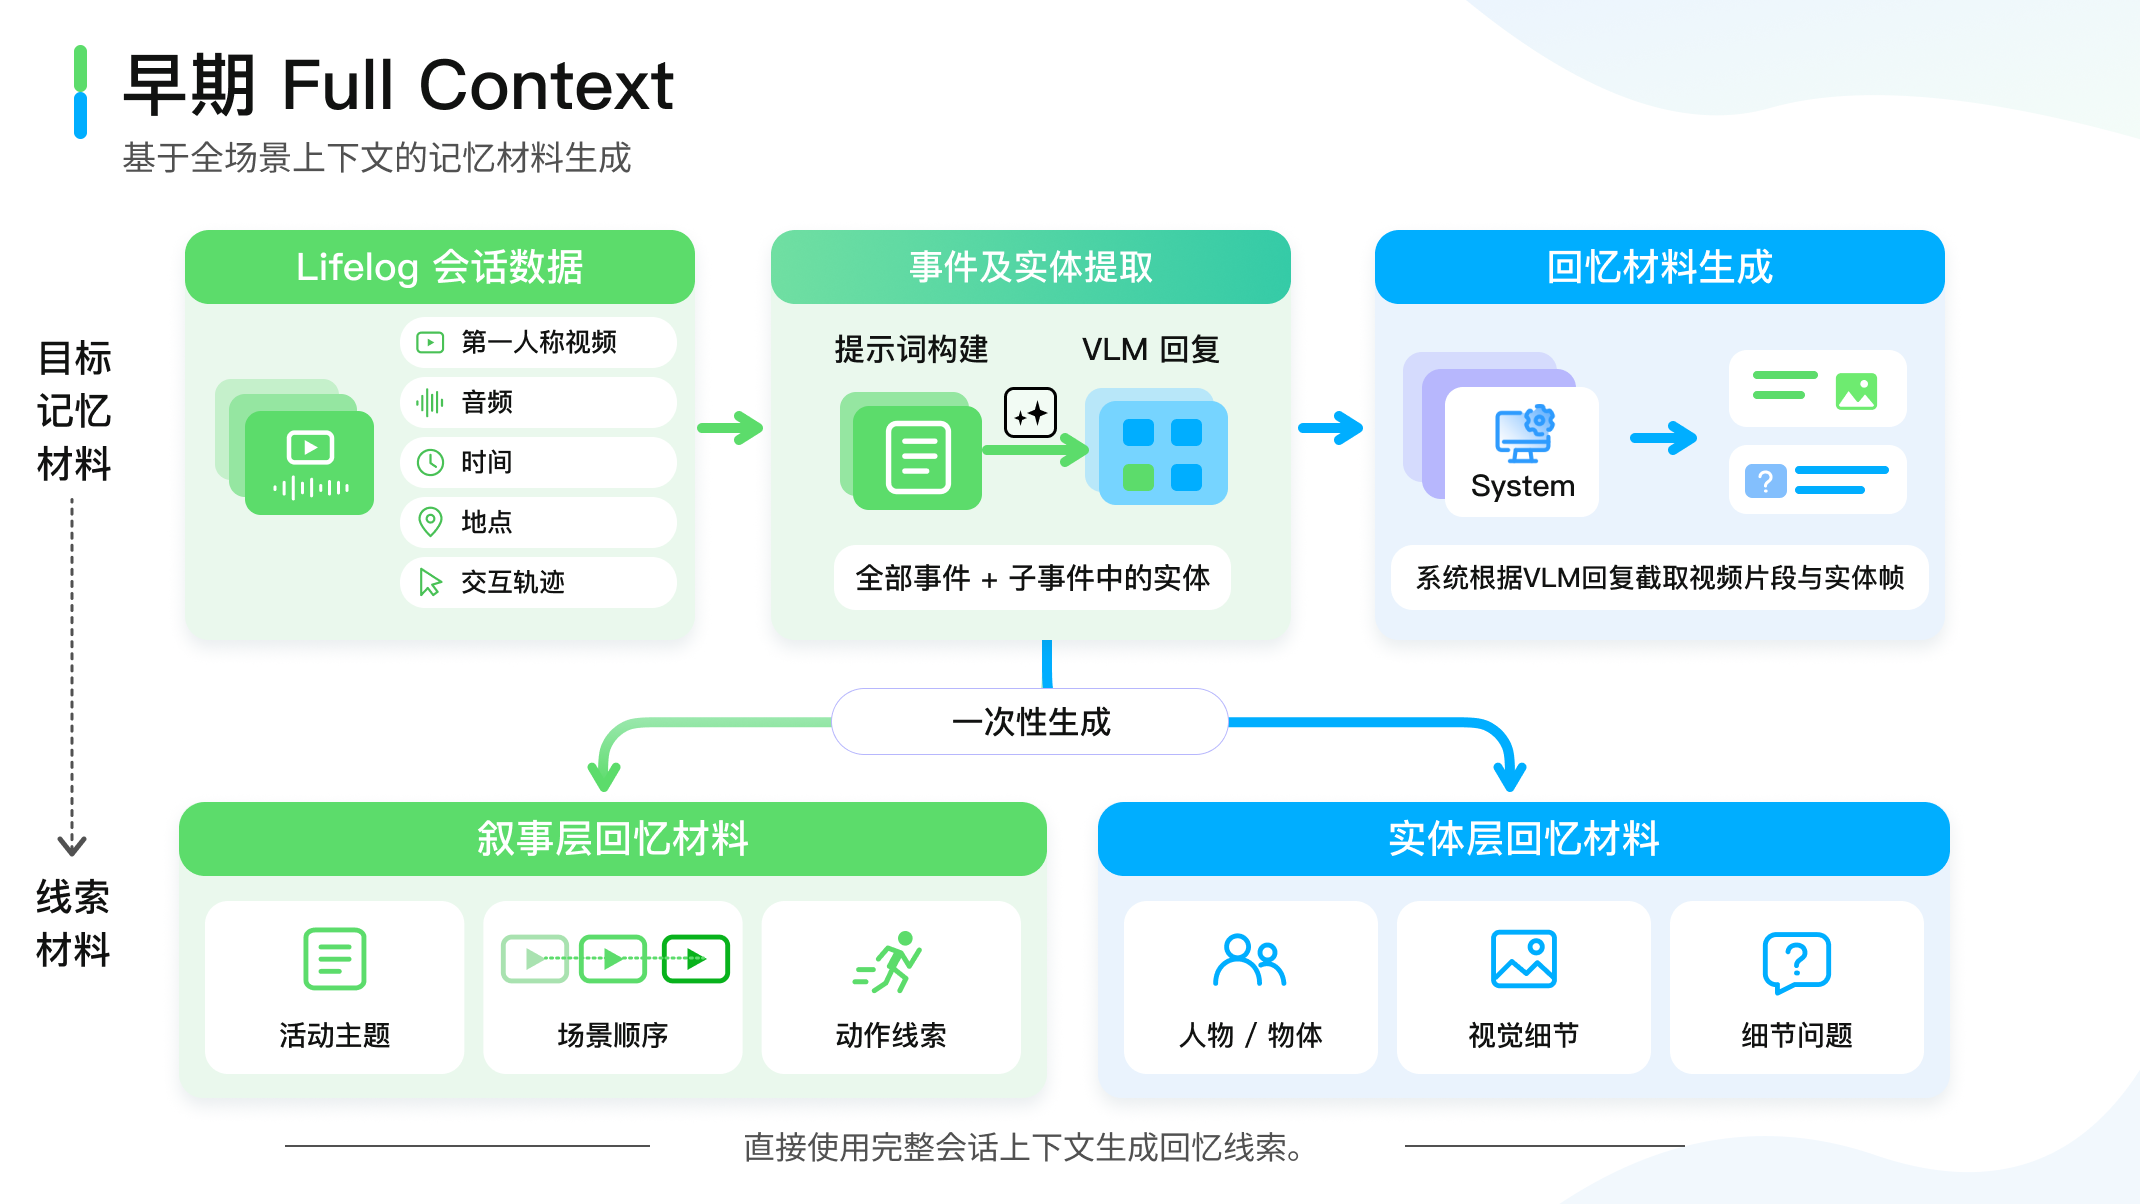 早期 Full Context
基于全场景上下文的记忆材料生成
目标
记忆
材料
线索
材料
Lifelog 会话数据
第一人称视频
音频
时间
地点
交互轨迹
事件及实体提取
提示词构建
VLM 回复
全部事件 + 子事件中的实体
回忆材料生成
System
?
系统根据VLM回复截取视频片段与实体帧
一次性生成
叙事层回忆材料
活动主题
场景顺序
动作线索
实体层回忆材料
?
人物 / 物体
视觉细节
细节问题
直接使用完整会话上下文生成回忆线索。